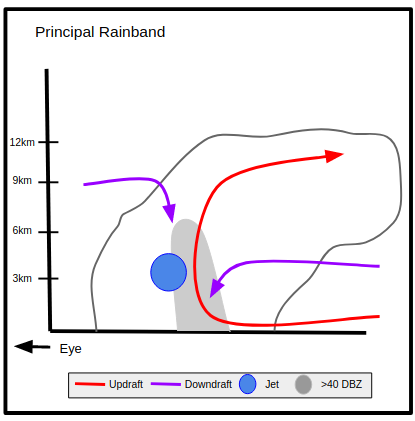 Principal Rainband
12km
9km
6km
3km
Eye
Updraft Downdraft Jet >40 DBZ